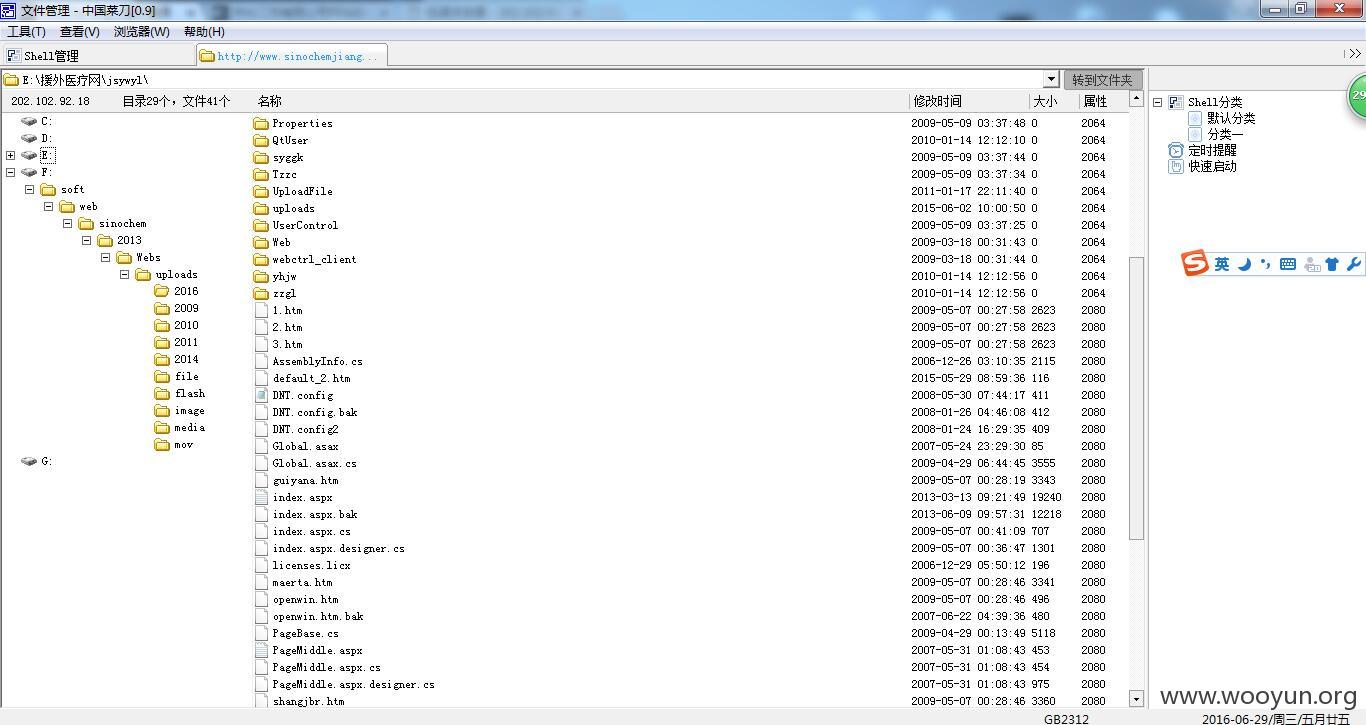 文件管理 - 中国菜刀[0.9]
工具(T) 查看(V) 浏览器(W) 帮助(H)
Shell管理 http://www.sinochemjiang...
E:\援外医疗网\jsywyl\ 转到文件夹
202.102.92.18 目录29个，文件41个 名称 修改时间 大小 属性
C:
D:
E:
F:
soft
web
sinochem
2013
Webs
uploads
2016
2009
2010
2011
2014
file
flash
image
media
mov
G:
Properties 2009-05-09 03:37:48 0 2064
QtUser 2010-01-14 12:12:10 0 2064
syggk 2009-05-09 03:37:44 0 2064
Tzzc 2009-05-09 03:37:34 0 2064
UploadFile 2011-01-17 22:11:40 0 2064
uploads 2015-06-02 10:00:50 0 2064
UserControl 2009-05-09 03:37:25 0 2064
Web 2009-03-18 00:31:43 0 2064
webctrl_client 2009-03-18 00:31:44 0 2064
yhjw 2010-01-14 12:12:56 0 2064
zzgl 2010-01-14 12:12:56 0 2064
1.htm 2009-05-07 00:27:58 2623 2080
2.htm 2009-05-07 00:27:58 2623 2080
3.htm 2009-05-07 00:27:58 2623 2080
AssemblyInfo.cs 2006-12-26 03:10:35 2115 2080
default_2.htm 2015-05-29 08:59:36 116 2080
DNT.config 2008-05-30 07:44:17 411 2080
DNT.config.bak 2008-01-26 04:46:08 412 2080
DNT.config2 2008-01-24 16:29:35 409 2080
Global.asax 2007-05-24 23:29:30 85 2080
Global.asax.cs 2009-04-29 06:44:45 3555 2080
guiyana.htm 2009-05-07 00:28:19 3343 2080
index.aspx 2013-03-13 09:21:49 19240 2080
index.aspx.bak 2013-06-09 09:57:31 12218 2080
index.aspx.cs 2009-05-07 00:41:09 707 2080
index.aspx.designer.cs 2009-05-07 00:36:47 1301 2080
licenses.licx 2006-12-29 05:50:12 196 2080
maerta.htm 2009-05-07 00:28:46 3341 2080
openwin.htm 2009-05-07 00:28:46 496 2080
openwin.htm.bak 2007-06-22 04:39:36 480 2080
PageBase.cs 2009-04-29 00:13:49 5118 2080
PageMiddle.aspx 2007-05-31 01:08:43 453 2080
PageMiddle.aspx.cs 2007-05-31 01:08:43 454 2080
PageMiddle.aspx.designer.cs 2007-05-31 01:08:43 975 2080
shangjbr.htm 2009-05-07 00:28:46 3360 2080
Shell分类
默认分类
分类一
定时提醒
快速启动
29
S 英
www.wooyun.org
GB2312 2016-06-29/周三/五月廿五